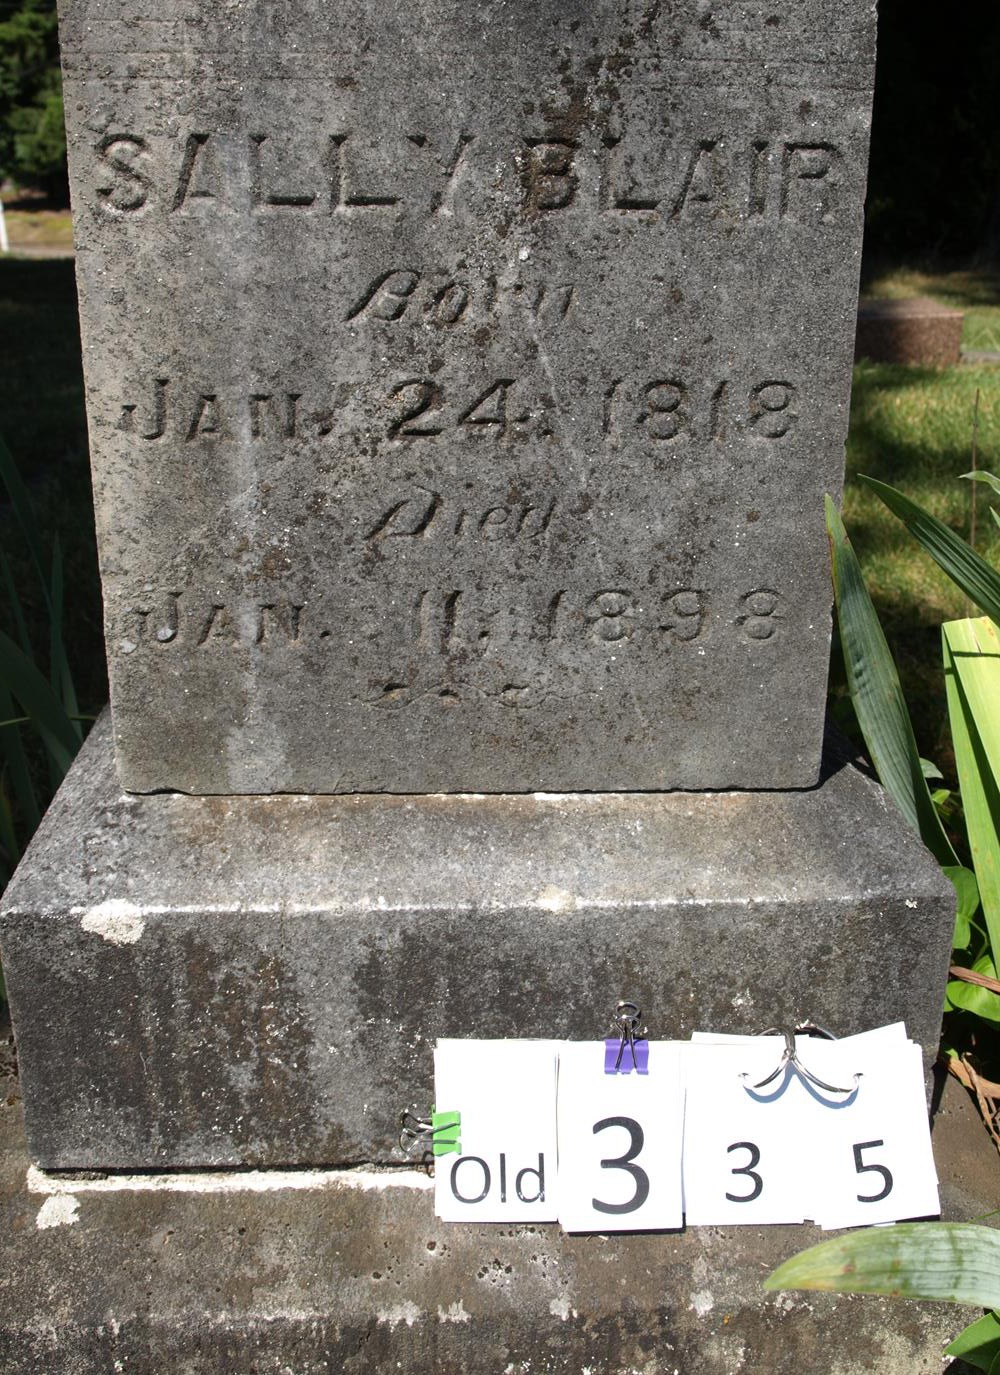 SALLY BLAIR
Born
JAN. 24. 1818
Died
JAN. 11, 1898
Old 3 3 5